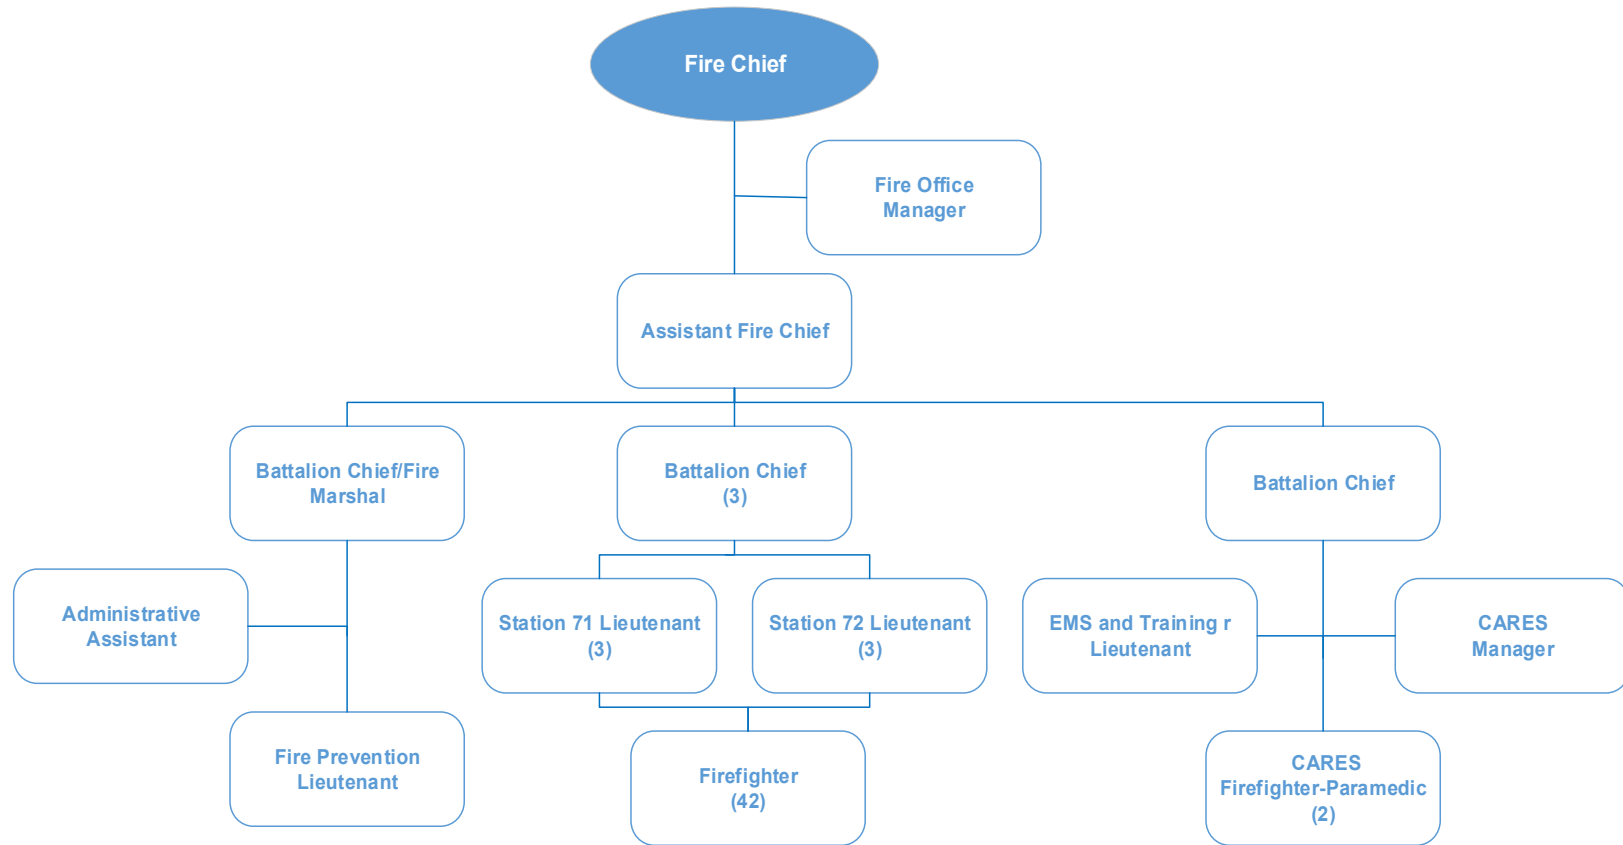 Fire Chief
Fire Office
Manager
Assistant Fire Chief
Battalion Chief/Fire
Marshal
Battalion Chief
(3)
Battalion Chief
Administrative
Assistant
Station 71 Lieutenant
(3)
Station 72 Lieutenant
(3)
EMS and Training r
Lieutenant
CARES
Manager
Fire Prevention
Lieutenant
Firefighter
(42)
CARES
Firefighter-Paramedic
(2)